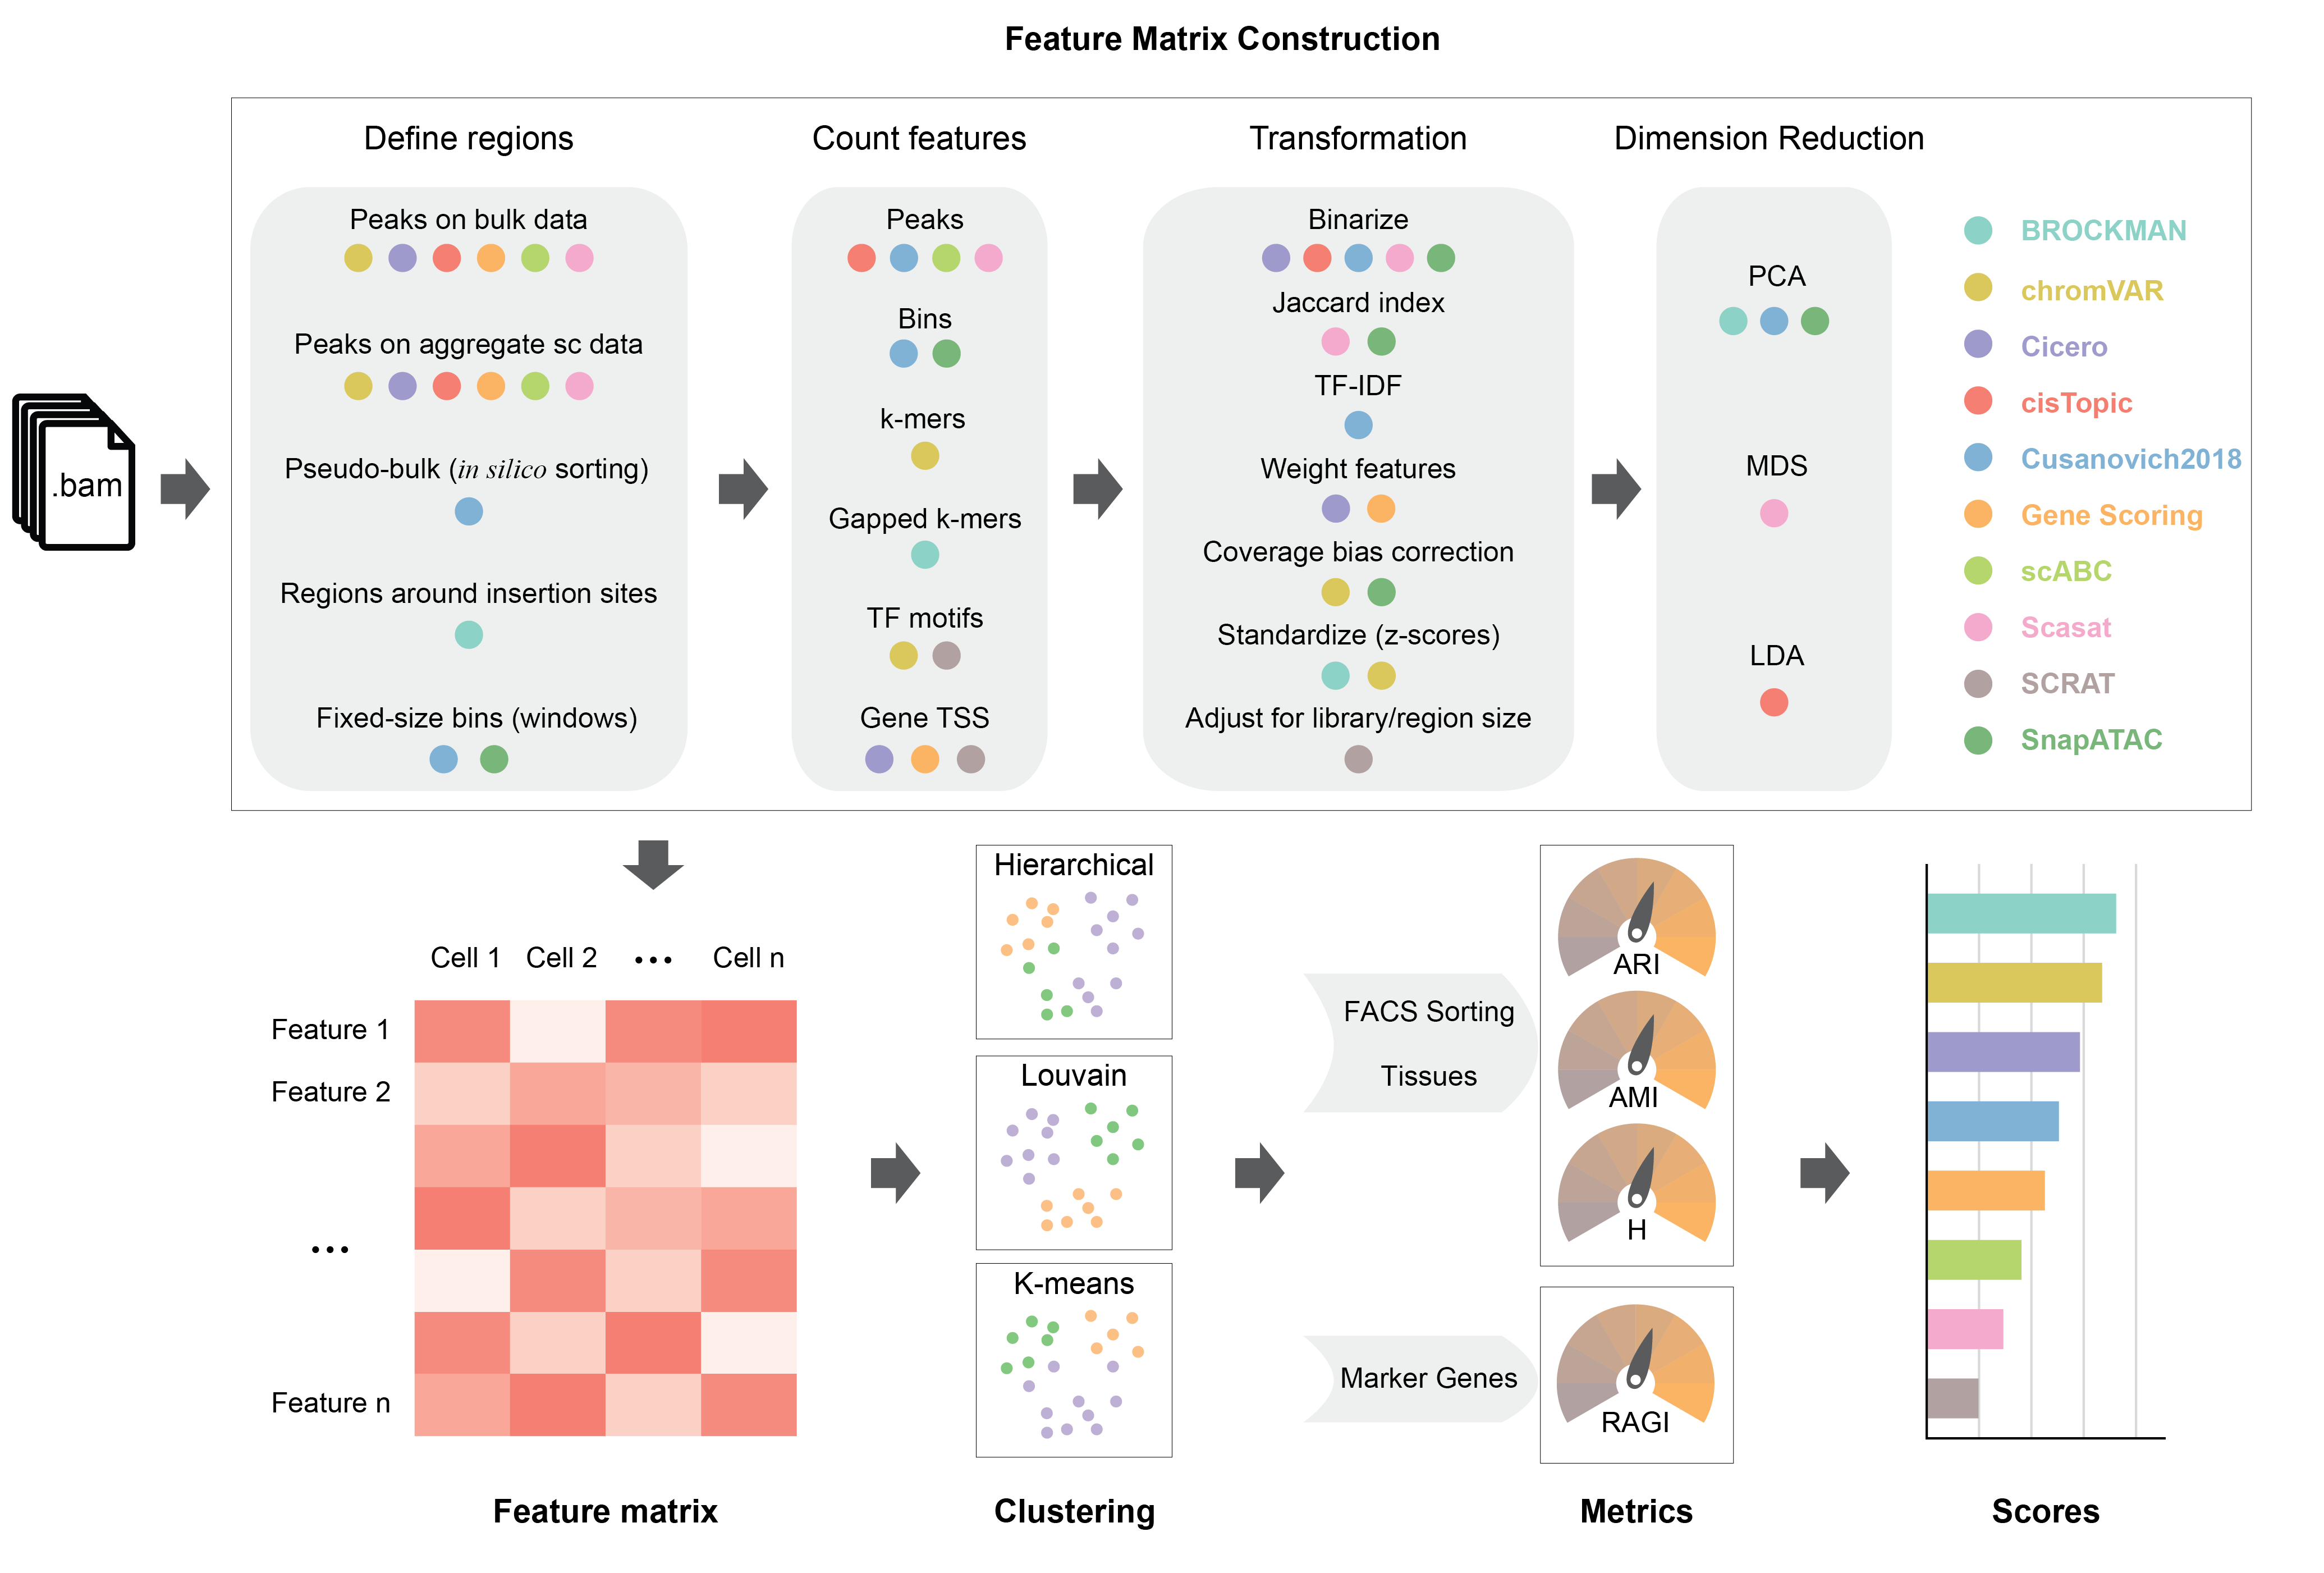 Feature Matrix Construction
Define regions
Count features
Transformation
Dimension Reduction
.bam
Peaks on bulk data
Peaks on aggregate sc data
Pseudo-bulk (in silico sorting)
Regions around insertion sites
Fixed-size bins (windows)
Peaks
Bins
k-mers
Gapped k-mers
TF motifs
Gene TSS
Binarize
Jaccard index
TF-IDF
Weight features
Coverage bias correction
Standardize (z-scores)
Adjust for library/region size
PCA
MDS
LDA
BROCKMAN
chromVAR
Cicero
cisTopic
Cusanovich2018
Gene Scoring
scABC
Scasat
SCRAT
SnapATAC
Cell 1 Cell 2 ••• Cell n
Feature 1
Feature 2
•••
Feature n
Feature matrix
Hierarchical
Louvain
K-means
Clustering
FACS Sorting
Tissues
Marker Genes
ARI
AMI
H
RAGI
Metrics
Scores